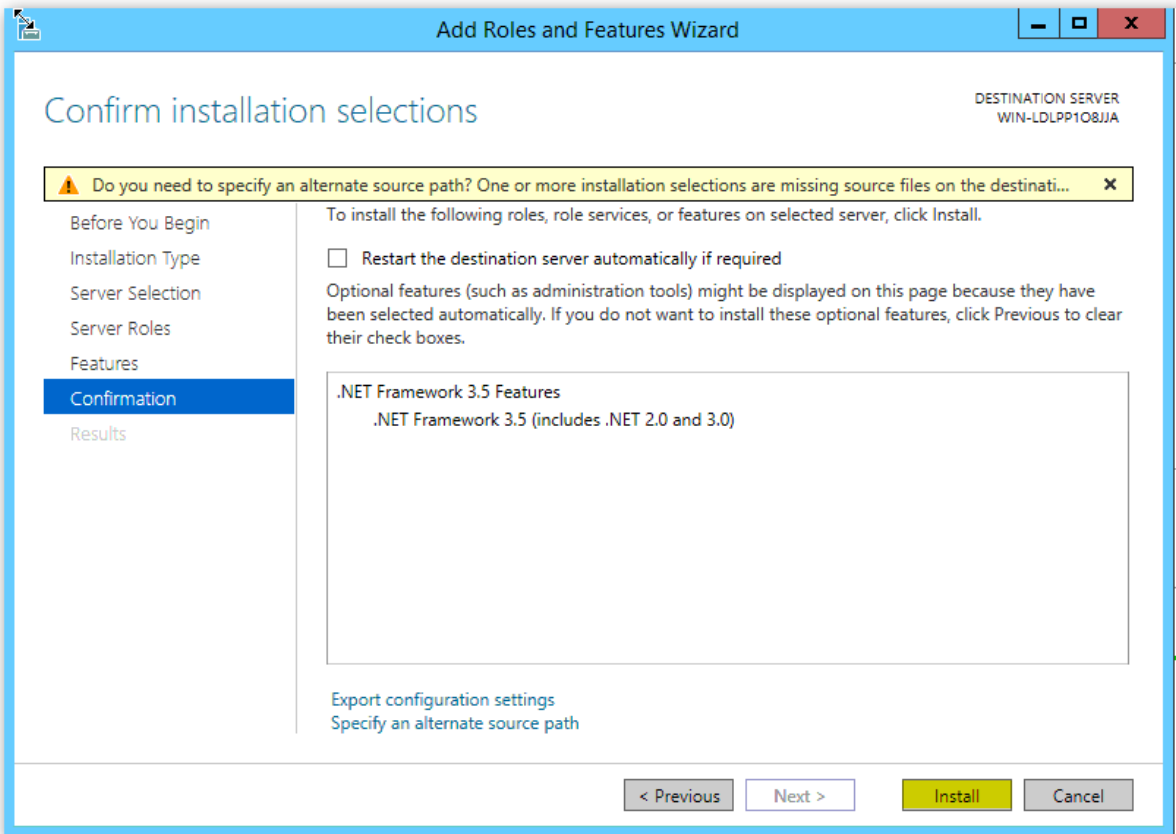 Add Roles and Features Wizard
Confirm installation selections
DESTINATION SERVER
WIN-LDLPP1O8JJA
Do you need to specify an alternate source path? One or more installation selections are missing source files on the destinati...
Before You Begin
Installation Type
Server Selection
Server Roles
Features
Confirmation
Results
To install the following roles, role services, or features on selected server, click Install.
Restart the destination server automatically if required
Optional features (such as administration tools) might be displayed on this page because they have
been selected automatically. If you do not want to install these optional features, click Previous to clear
their check boxes.
.NET Framework 3.5 Features
.NET Framework 3.5 (includes .NET 2.0 and 3.0)
Export configuration settings
Specify an alternate source path
< Previous
Next >
Install
Cancel